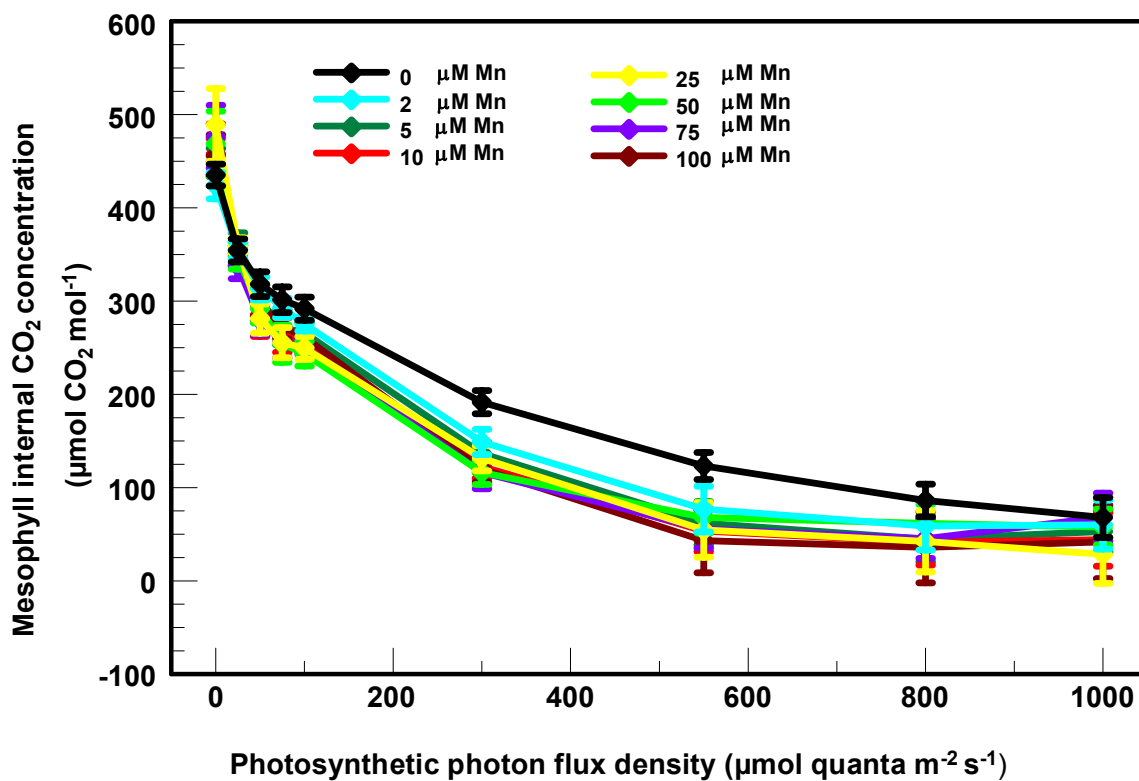 Mesophyll internal CO₂ concentration
(µmol CO₂ mol⁻¹)
600
500
400
300
200
100
0
-100
0 μM Mn
2 μM Mn
5 μM Mn
10 μM Mn
25 μM Mn
50 μM Mn
75 μM Mn
100 μM Mn
0 200 400 600 800 1000
Photosynthetic photon flux density (µmol quanta m⁻² s⁻¹)